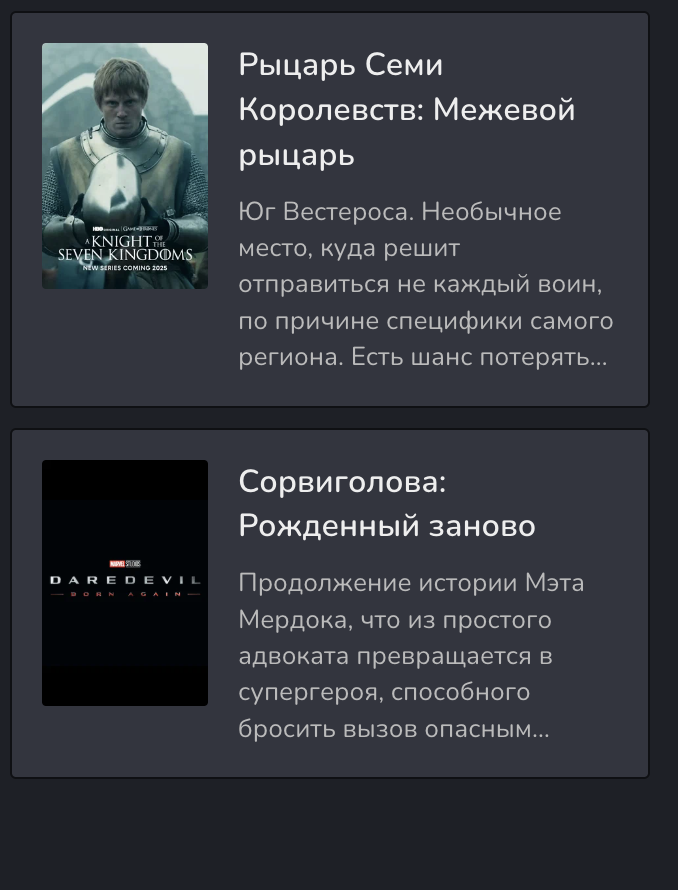 Рыцарь Семи
Королевств: Межевой
рыцарь
Юг Вестероса. Необычное
место, куда решит
отправиться не каждый воин,
по причине специфики самого
региона. Есть шанс потерять...
HBO ORIGINAL | GAME OF THRONES
A KNIGHT OF THE
SEVEN KINGDOMS
NEW SERIES COMING 2025
Сорвиголова:
Рожденный заново
Продолжение истории Мэта
Мердока, что из простого
адвоката превращается в
супергероя, способного
бросить вызов опасным...
MARVEL STUDIOS
DAREDEVIL
BORN AGAIN